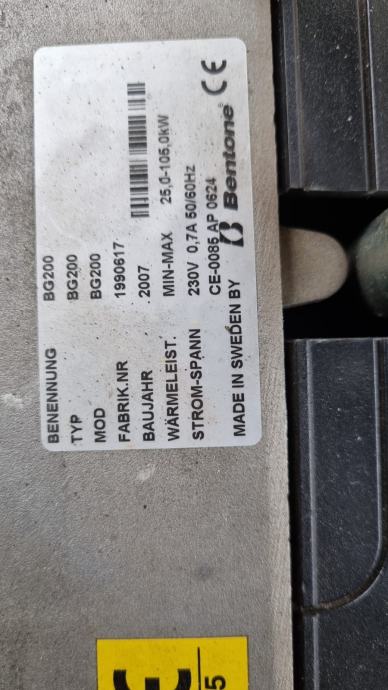 BENENNUNG BG200
TYP BG200
MOD BG200
FABRIK.NR 1990617
BAUJAHR 2007
WÄRMELEIST. MIN-MAX 25,0-105,0kW
STROM-SPANN 230V 0,7A 50/60Hz
CE-0085 AP 0624
MADE IN SWEDEN BY Bentone CE
5